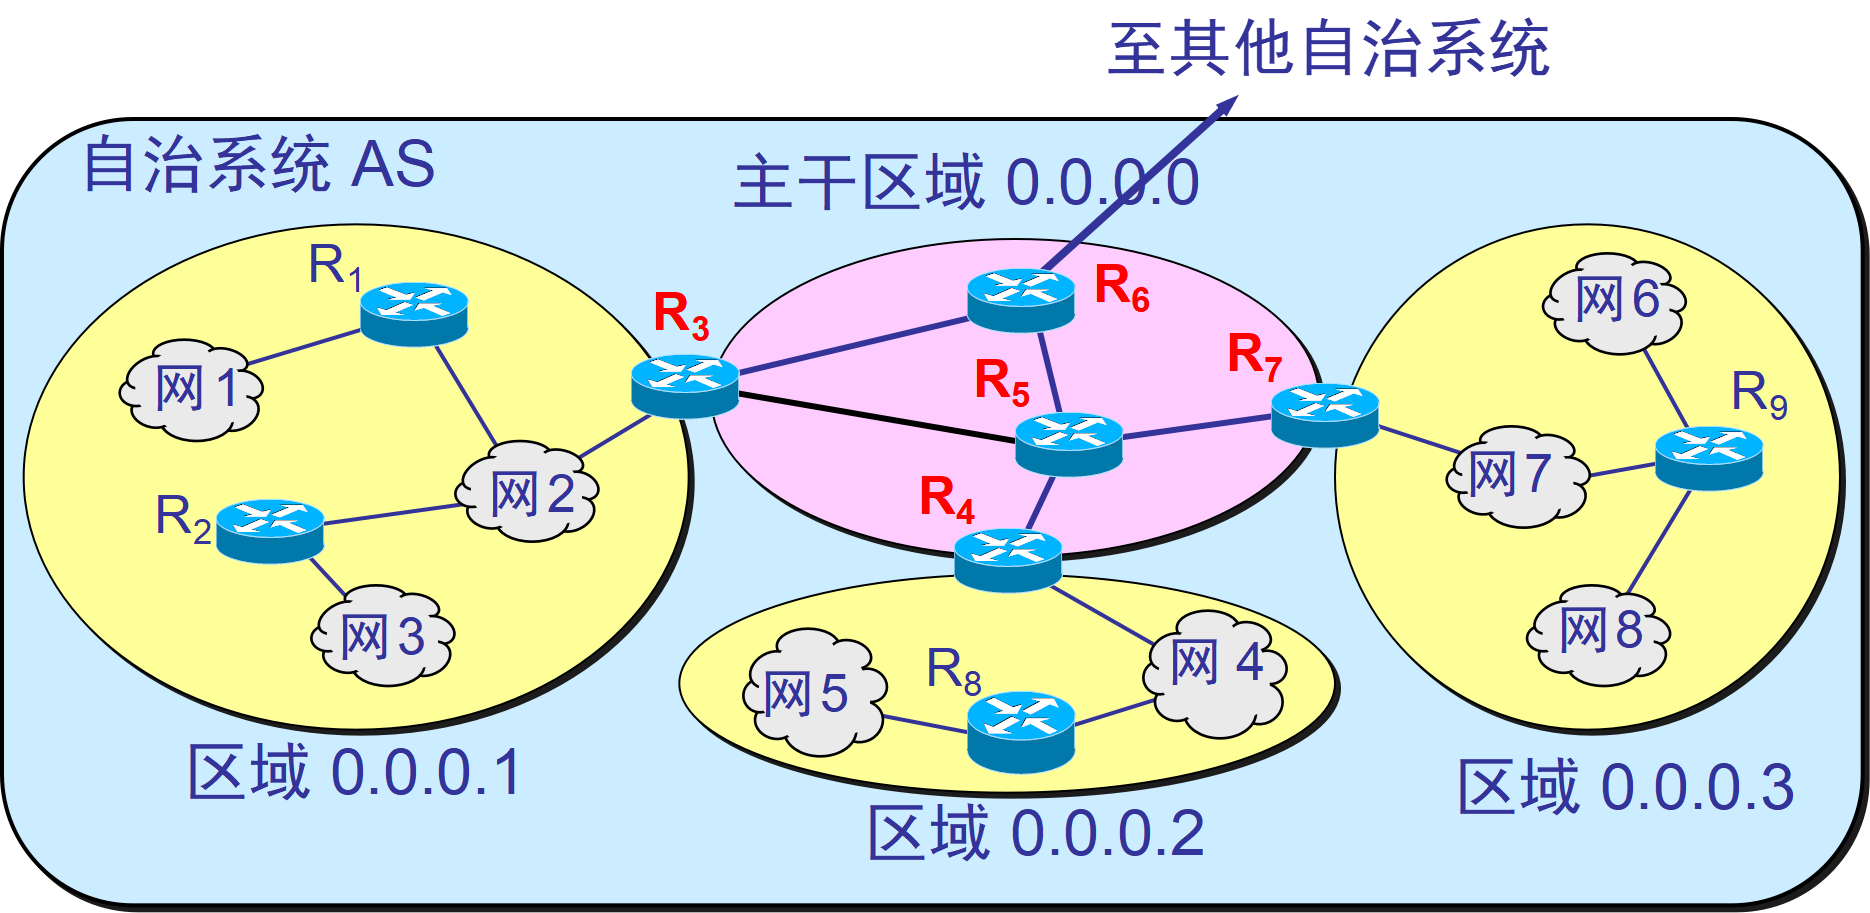 至其他自治系统
自治系统 AS
主干区域 0.0.0.0
R1
R3
R6
网1
R5
R7
网6
R9
R2
网2
R4
网7
网3
网5
R8
网4
网8
区域 0.0.0.1
区域 0.0.0.2
区域 0.0.0.3